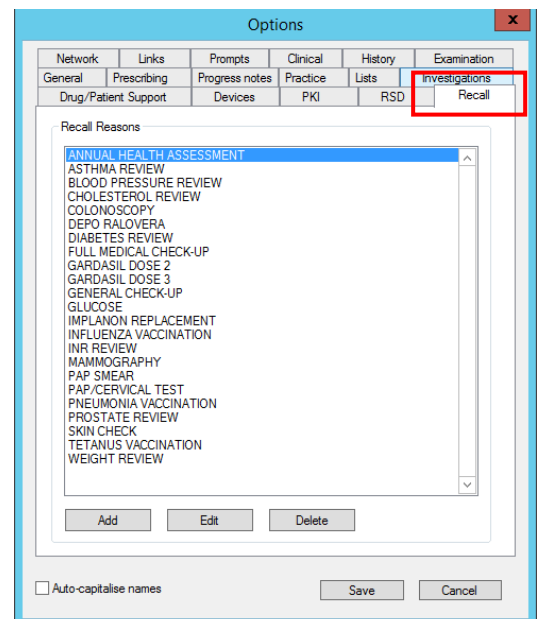 Options
x
Network Links Prompts Clinical History Examination
General Prescribing Progress notes Practice Lists Investigations
Drug/Patient Support Devices PKI RSD Recall
Recall Reasons
ANNUAL HEALTH ASSESSMENT
ASTHMA REVIEW
BLOOD PRESSURE REVIEW
CHOLESTEROL REVIEW
COLONOSCOPY
DEPO RALOVERA
DIABETES REVIEW
FULL MEDICAL CHECK-UP
GARDASIL DOSE 2
GARDASIL DOSE 3
GENERAL CHECK-UP
GLUCOSE
IMPLANON REPLACEMENT
INFLUENZA VACCINATION
INR REVIEW
MAMMOGRAPHY
PAP SMEAR
PAP/CERVICAL TEST
PNEUMONIA VACCINATION
PROSTATE REVIEW
SKIN CHECK
TETANUS VACCINATION
WEIGHT REVIEW
Add Edit Delete
Auto-capitalise names Save Cancel